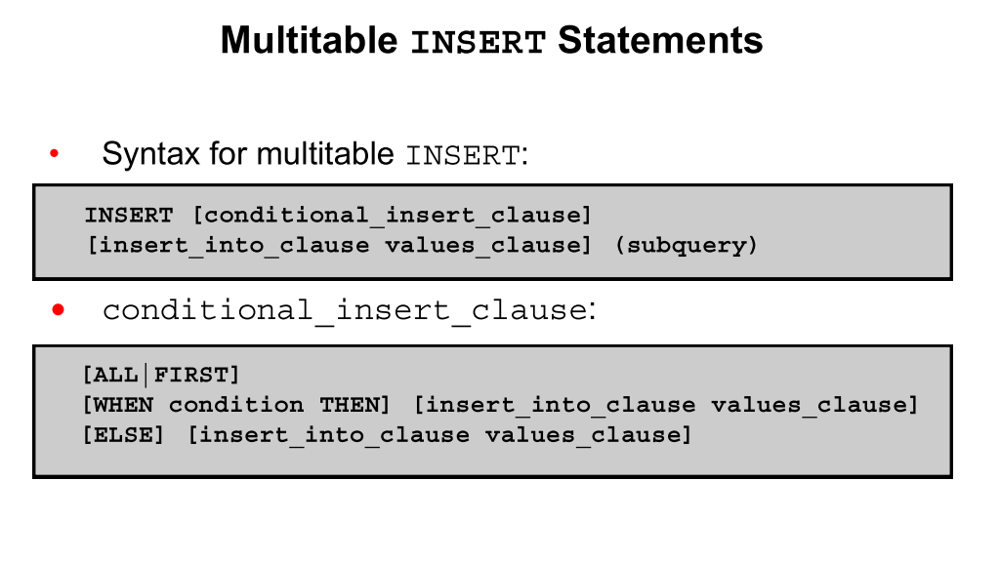 Multitable INSERT Statements
• Syntax for multitable INSERT:
INSERT [conditional_insert_clause]
[insert_into_clause values_clause] (subquery)
• conditional_insert_clause:
[ALL|FIRST]
[WHEN condition THEN] [insert_into_clause values_clause]
[ELSE] [insert_into_clause values_clause]